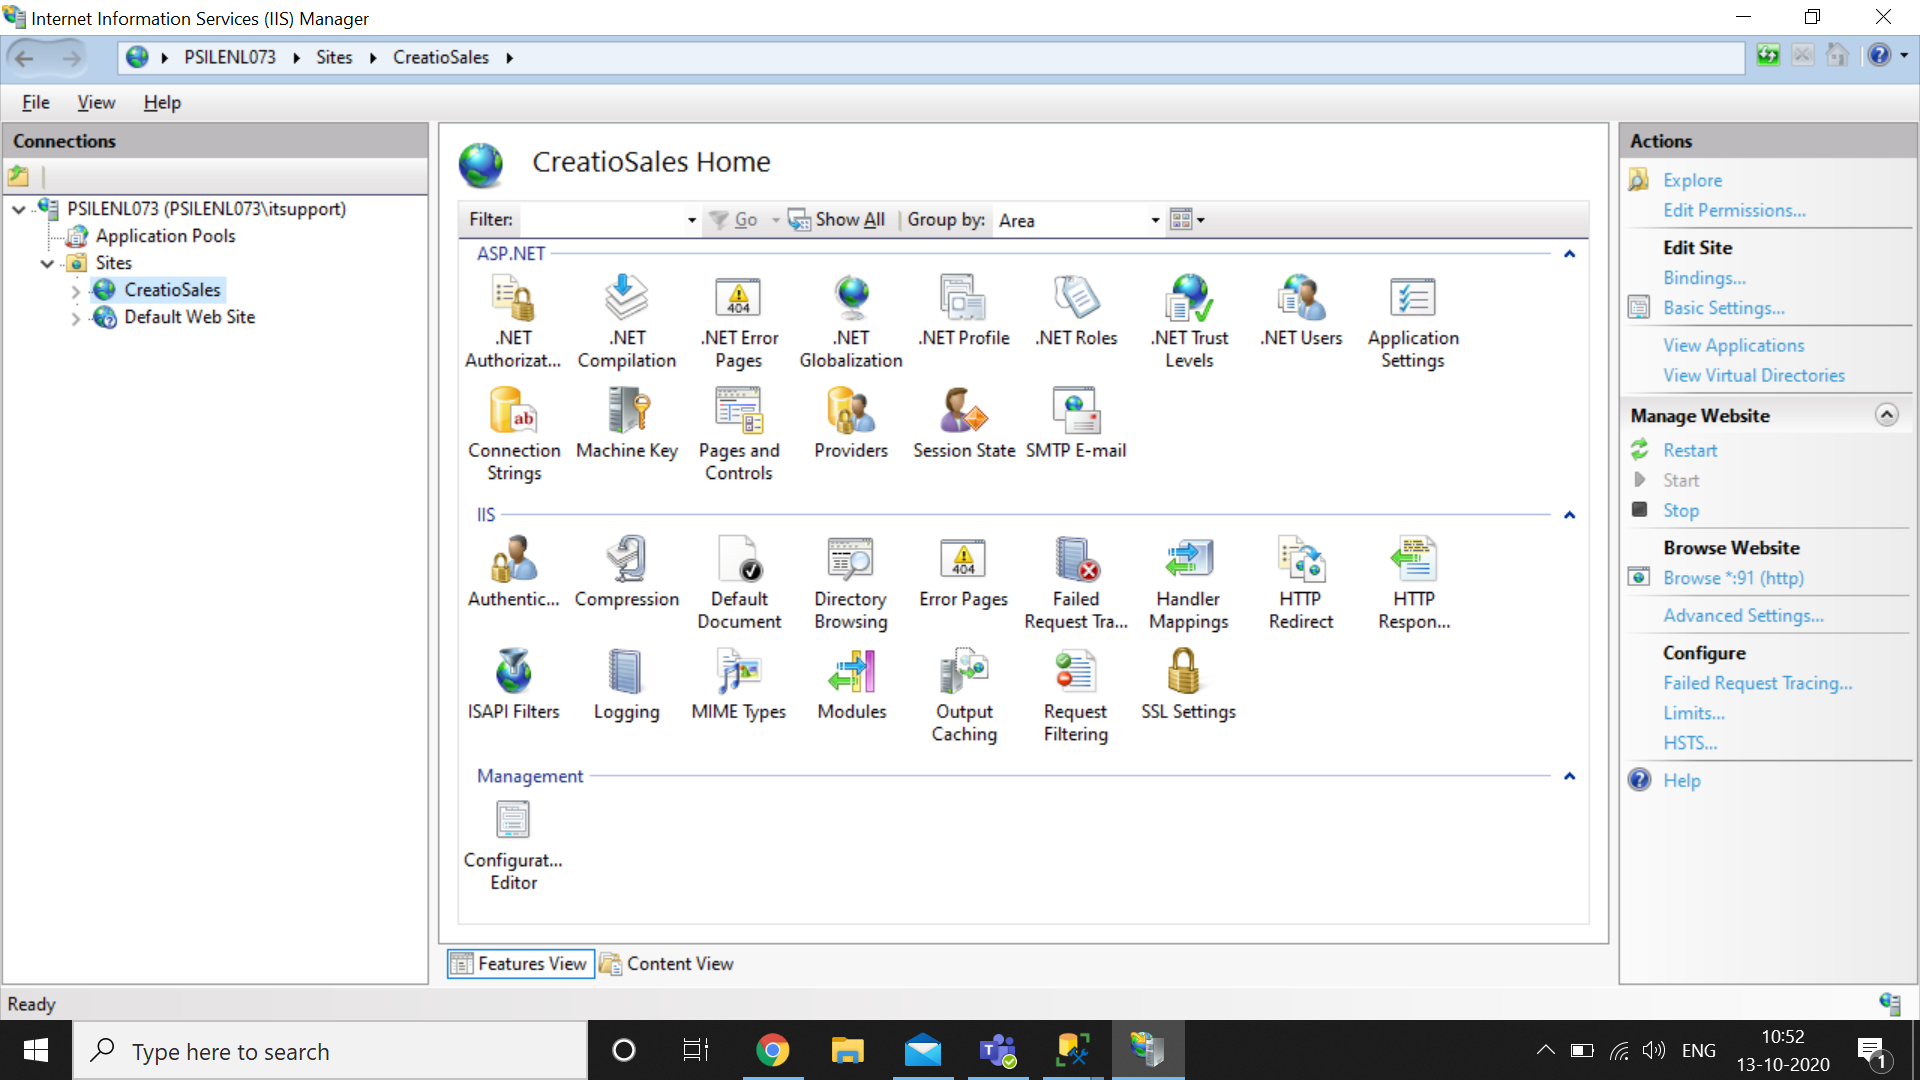 Internet Information Services (IIS) Manager
PSILENL073 Sites CreatioSales
File View Help
Connections
PSILENL073 (PSILENL073\itsupport)
Application Pools
Sites
CreatioSales
Default Web Site
CreatioSales Home
Filter: Go Show All Group by: Area
ASP.NET
.NET Authorizat...
.NET Compilation
.NET Error Pages
404
.NET Globalization
.NET Profile
.NET Roles
.NET Trust Levels
.NET Users
Application Settings
Connection Strings
ab
Machine Key
Pages and Controls
Providers
Session State
SMTP E-mail
IIS
Authentic...
Compression
Default Document
Directory Browsing
Error Pages
404
Failed Request Tra...
Handler Mappings
HTTP Redirect
HTTP Respon...
ISAPI Filters
Logging
MIME Types
Modules
Output Caching
Request Filtering
SSL Settings
Management
Configurat... Editor
Features View Content View
Actions
Explore
Edit Permissions...
Edit Site
Bindings...
Basic Settings...
View Applications
View Virtual Directories
Manage Website
Restart
Start
Stop
Browse Website
Browse *:91 (http)
Advanced Settings...
Configure
Failed Request Tracing...
Limits...
HSTS...
Help
Ready
Type here to search
ENG
10:52
13-10-2020
1